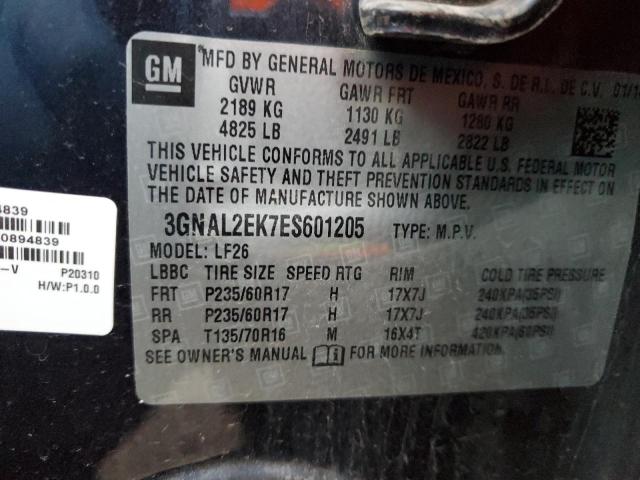 GM
MFD BY GENERAL MOTORS DE MEXICO, S. DE R.L. DE C.V. 01/1
GVWR GAWR FRT GAWR RR
2189 KG 1130 KG 1280 KG
4825 LB 2491 LB 2822 LB
THIS VEHICLE CONFORMS TO ALL APPLICABLE U.S. FEDERAL MOTOR
VEHICLE SAFETY AND THEFT PREVENTION STANDARDS IN EFFECT ON
THE DATE OF MANUFACTURE SHOWN ABOVE.
3GNAL2EK7ES601205 TYPE: M.P.V.
MODEL: LF26
LBBC TIRE SIZE SPEED RTG RIM COLD TIRE PRESSURE
FRT P235/60R17 H 17X7J 240KPA(35PSI)
RR P235/60R17 H 17X7J 240KPA(35PSI)
SPA T135/70R16 M 16X4T 420KPA(60PSI)
SEE OWNER'S MANUAL FOR MORE INFORMATION.
4839
0894839
-V P20310
H/W:P1.0.0